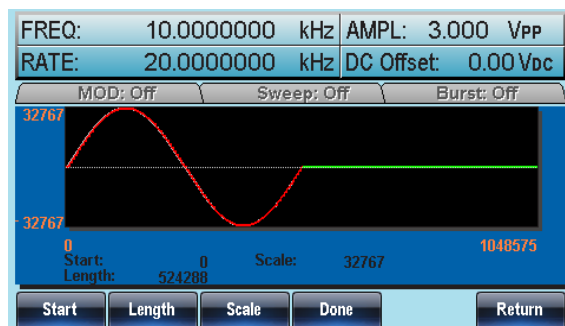 FREQ: 10.0000000 kHz AMPL: 3.000 VPP
RATE: 20.0000000 kHz DC Offset: 0.00 VDC
MOD: Off Sweep: Off Burst: Off
32767
- 32767
0 1048575
Start: 0 Scale: 32767
Length: 524288
Start Length Scale Done Return